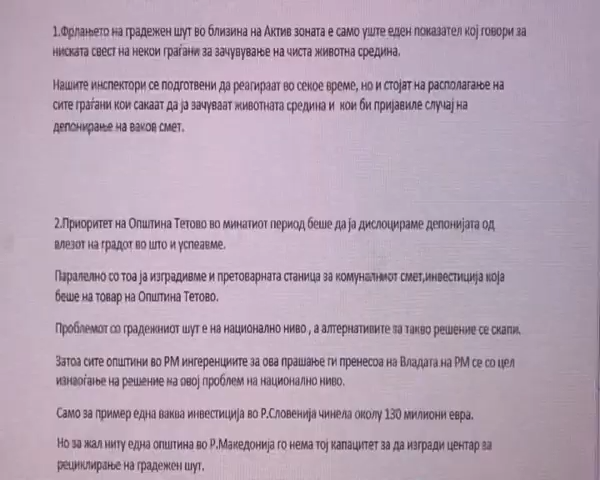 1.Фрлањето на градежен шут во близина на Актив зоната е само уште еден показател кој говори за
ниската свест на некои граѓани за зачувување на чиста животна средина.
Нашите инспектори се подготвени да реагираат во секое време, но и стојат на располагање на
сите граѓани кои сакаат да ја зачуваат животната средина и кои би пријавиле случај на
депонирање на ваков смет.
2.Приоритет на Општина Тетово во минатиот период беше да ја дислоцираме депонијата од
влезот на градот во што и успеавме.
Паралелно со тоа ја изградивме и претоварната станица за комуналниот смет,инвестиција која
беше на товар на Општина Тетово.
Проблемот со градежниот шут е на национално ниво , а алтернативите за такво решение се скапи.
Затоа сите општини во РМ ингеренциите за ова прашање ги пренесоа на Владата на РМ се со цел
изнаоѓање на решение на овој проблем на национално ниво.
Само за пример една ваква инвестиција во Р.Словенија чинела околу 130 милиони евра.
Но за жал ниту една општина во Р.Македонија го нема тој капацитет за да изгради центар за
рециклирање на градежен шут.